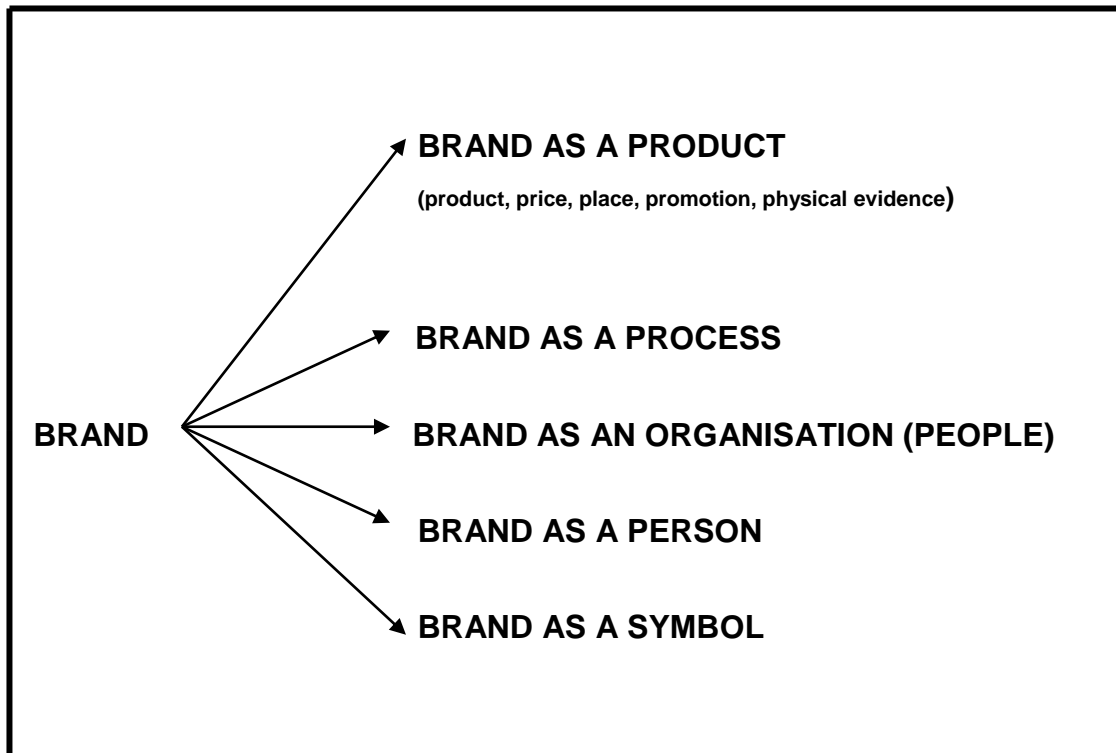 BRAND AS A PRODUCT
(product, price, place, promotion, physical evidence)
BRAND AS A PROCESS
BRAND
BRAND AS AN ORGANISATION (PEOPLE)
BRAND AS A PERSON
BRAND AS A SYMBOL